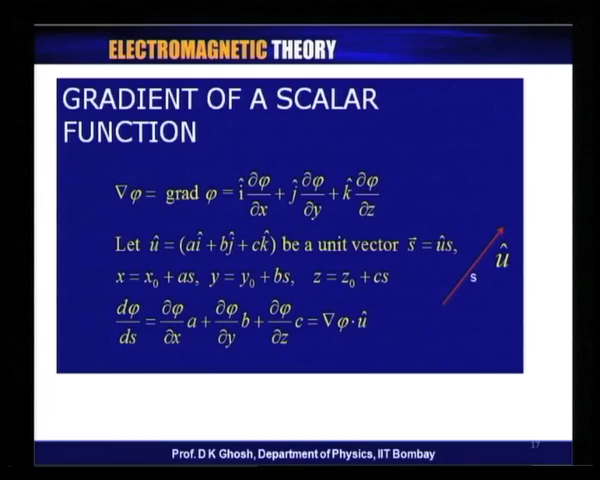 ELECTROMAGNETIC THEORY
GRADIENT OF A SCALAR
FUNCTION
∇φ = grad φ = î ∂φ/∂x + ĵ ∂φ/∂y + k̂ ∂φ/∂z
Let û = (aî + bĵ + ck̂) be a unit vector s⃗ = ûs,
x = x₀ + as, y = y₀ + bs, z = z₀ + cs
dφ/ds = ∂φ/∂x a + ∂φ/∂y b + ∂φ/∂z c = ∇φ·û
û
s
17
Prof. D K Ghosh, Department of Physics, IIT Bombay